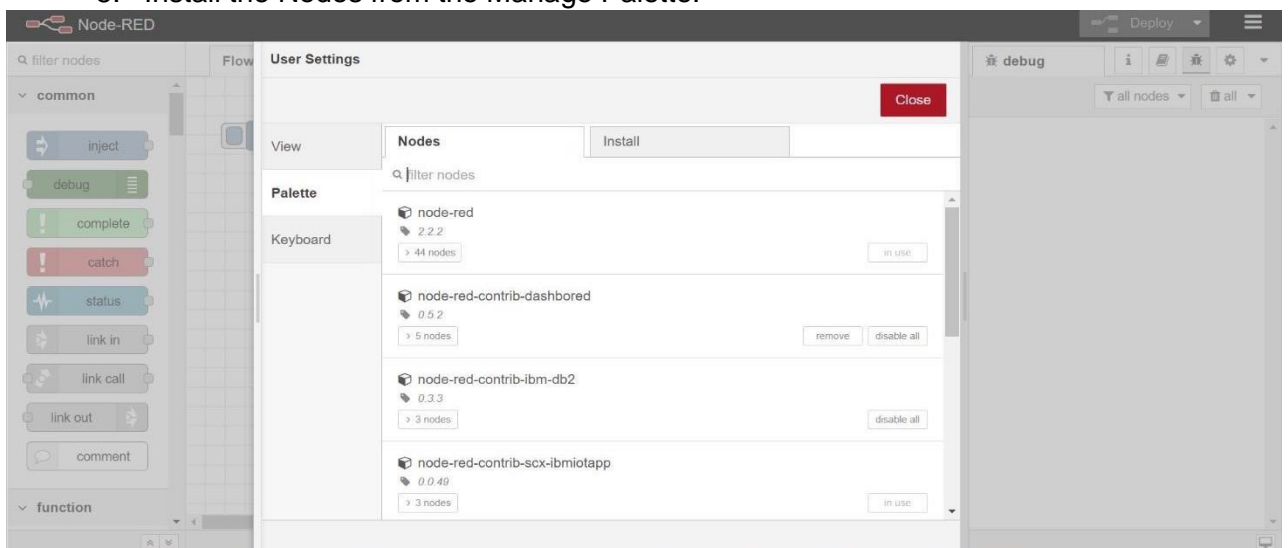 Install the Nodes from the Manage Palette.
Node-RED
Deploy
filter nodes
Flow
User Settings
debug
i
common
Close
all nodes
all
inject
View
Nodes
Install
filter nodes
debug
Palette
node-red
2.2.2
complete
Keyboard
> 44 nodes
in use
catch
node-red-contrib-dashbored
status
0.5.2
> 5 nodes
remove
disable all
link in
node-red-contrib-ibm-db2
link call
0.3.3
link out
> 3 nodes
disable all
comment
node-red-contrib-scx-ibmiotapp
0.0.49
function
> 3 nodes
in use